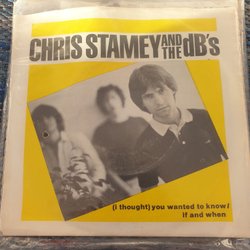 CHRIS STAMEY AND THE dB's
(i thought) you wanted to know/
if and when